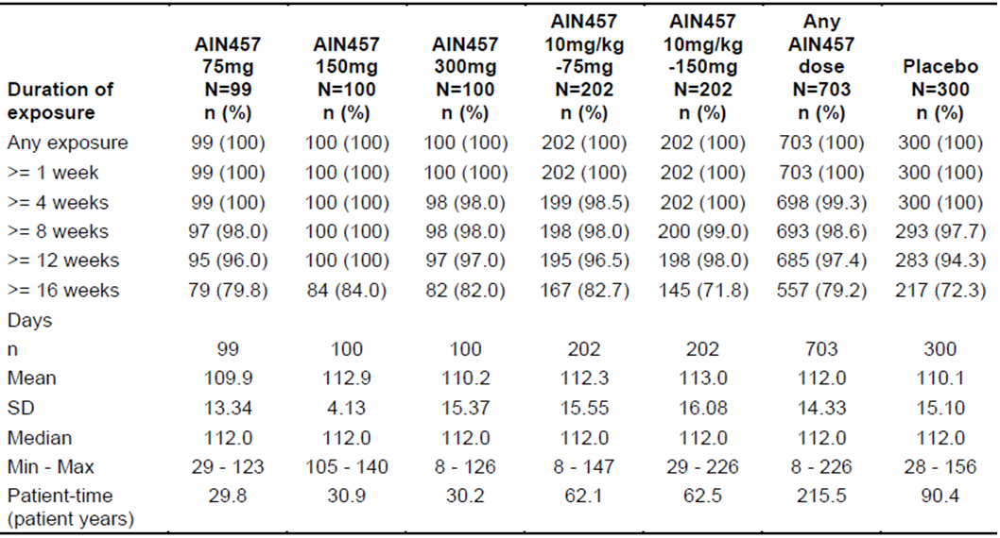 Duration of exposure | AIN457 75mg N=99 n (%) | AIN457 150mg N=100 n (%) | AIN457 300mg N=100 n (%) | AIN457 10mg/kg -75mg N=202 n (%) | AIN457 10mg/kg -150mg N=202 n (%) | Any AIN457 dose N=703 n (%) | Placebo N=300 n (%)
Any exposure 99 (100) 100 (100) 100 (100) 202 (100) 202 (100) 703 (100) 300 (100)
>= 1 week 99 (100) 100 (100) 100 (100) 202 (100) 202 (100) 703 (100) 300 (100)
>= 4 weeks 99 (100) 100 (100) 98 (98.0) 199 (98.5) 202 (100) 698 (99.3) 300 (100)
>= 8 weeks 97 (98.0) 100 (100) 98 (98.0) 198 (98.0) 200 (99.0) 693 (98.6) 293 (97.7)
>= 12 weeks 95 (96.0) 100 (100) 97 (97.0) 195 (96.5) 198 (98.0) 685 (97.4) 283 (94.3)
>= 16 weeks 79 (79.8) 84 (84.0) 82 (82.0) 167 (82.7) 145 (71.8) 557 (79.2) 217 (72.3)
Days
n 99 100 100 202 202 703 300
Mean 109.9 112.9 110.2 112.3 113.0 112.0 110.1
SD 13.34 4.13 15.37 15.55 16.08 14.33 15.10
Median 112.0 112.0 112.0 112.0 112.0 112.0 112.0
Min - Max 29 - 123 105 - 140 8 - 126 8 - 147 29 - 226 8 - 226 28 - 156
Patient-time 29.8 30.9 30.2 62.1 62.5 215.5 90.4
(patient years)